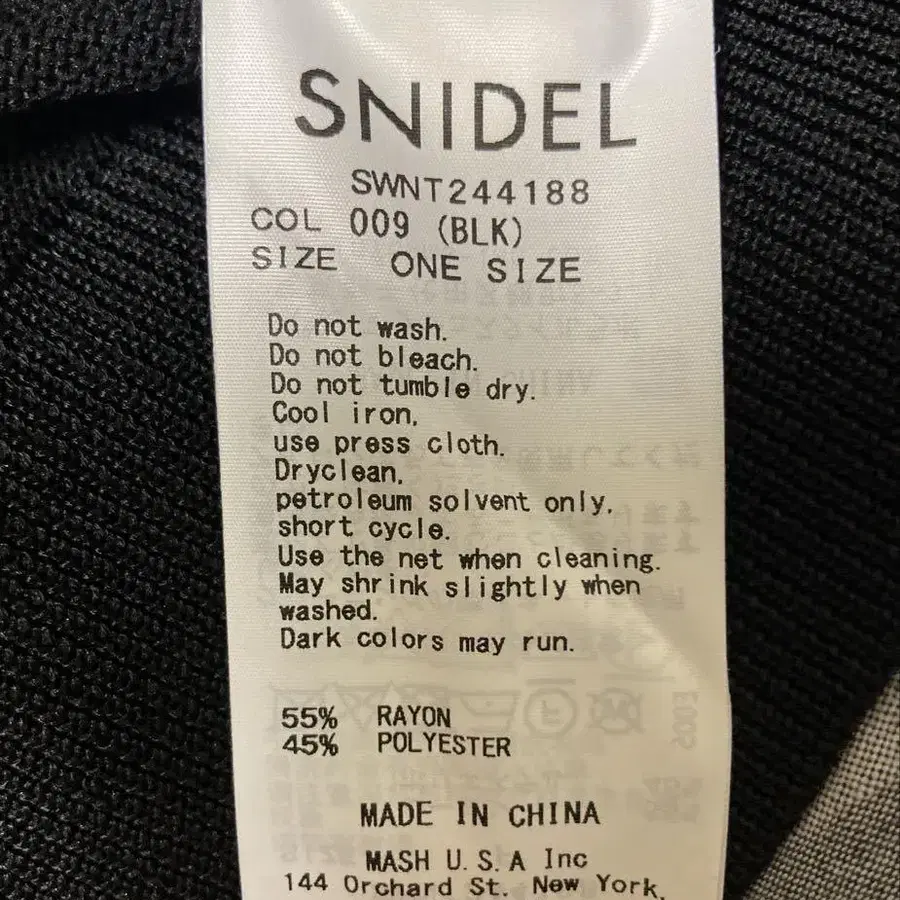 SNIDEL
SWNT244188
COL 009 (BLK)
SIZE ONE SIZE
Do not wash.
Do not bleach.
Do not tumble dry.
Cool iron,
use press cloth.
Dryclean,
petroleum solvent only,
short cycle.
Use the net when cleaning.
May shrink slightly when
washed.
Dark colors may run.
55% RAYON
45% POLYESTER
MADE IN CHINA
MASH U.S.A Inc
144 Orchard St. New York,